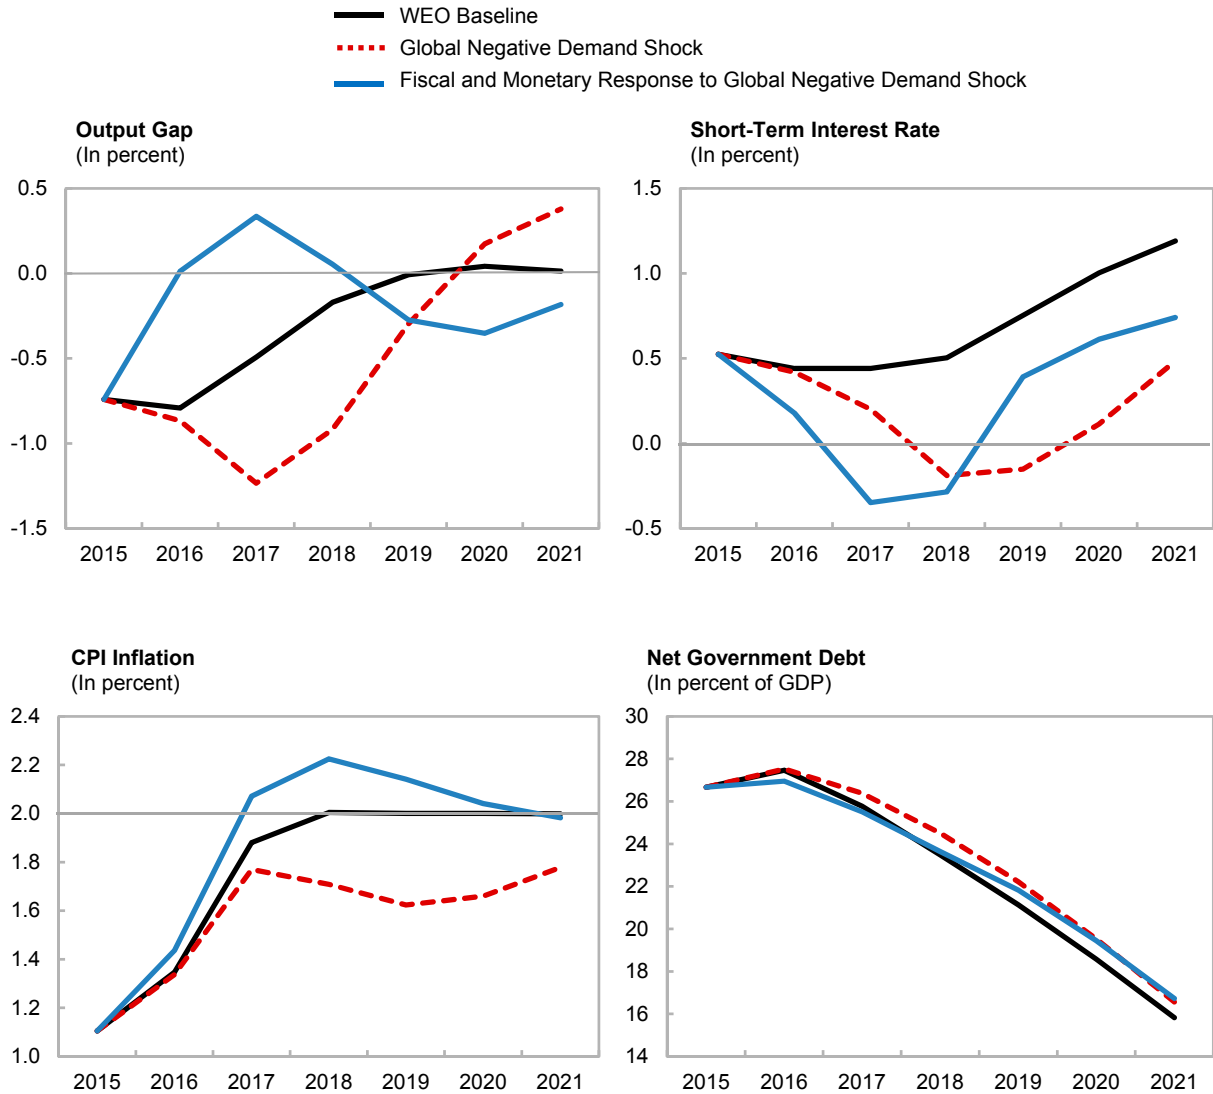 WEO Baseline
Global Negative Demand Shock
Fiscal and Monetary Response to Global Negative Demand Shock
Output Gap
(In percent)
0.5
0.0
-0.5
-1.0
-1.5
2015 2016 2017 2018 2019 2020 2021
Short-Term Interest Rate
(In percent)
1.5
1.0
0.5
0.0
-0.5
2015 2016 2017 2018 2019 2020 2021
CPI Inflation
(In percent)
2.4
2.2
2.0
1.8
1.6
1.4
1.2
1.0
2015 2016 2017 2018 2019 2020 2021
Net Government Debt
(In percent of GDP)
30
28
26
24
22
20
18
16
14
2015 2016 2017 2018 2019 2020 2021